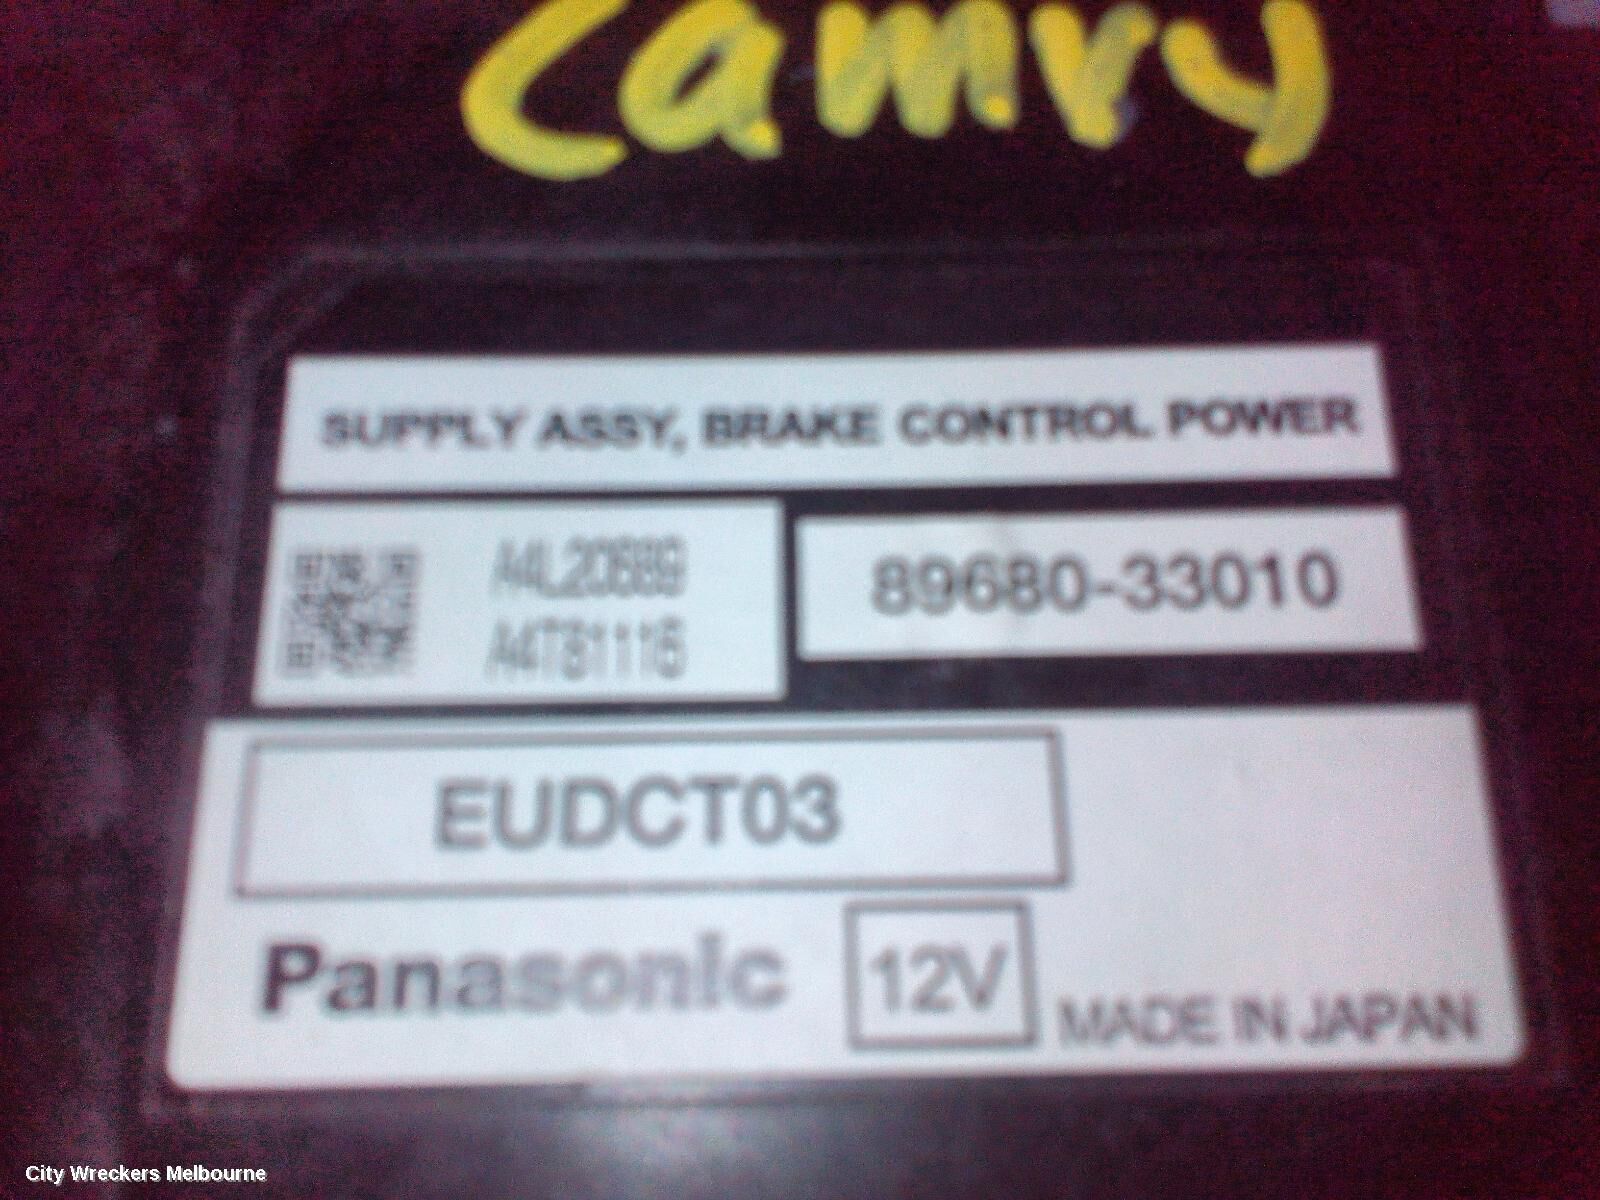 Camry
SUPPLY ASSY, BRAKE CONTROL POWER
89680-33010
EUDCT03
Panasonic
12V
MADE IN JAPAN
City Wreckers Melbourne